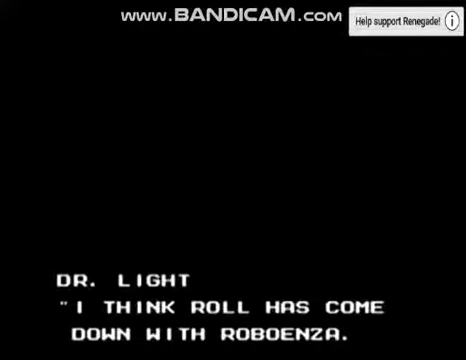 www.BANDICAM.com
Help support Renegade! i
DR. LIGHT
"I THINK ROLL HAS COME
DOWN WITH ROBOENZA.